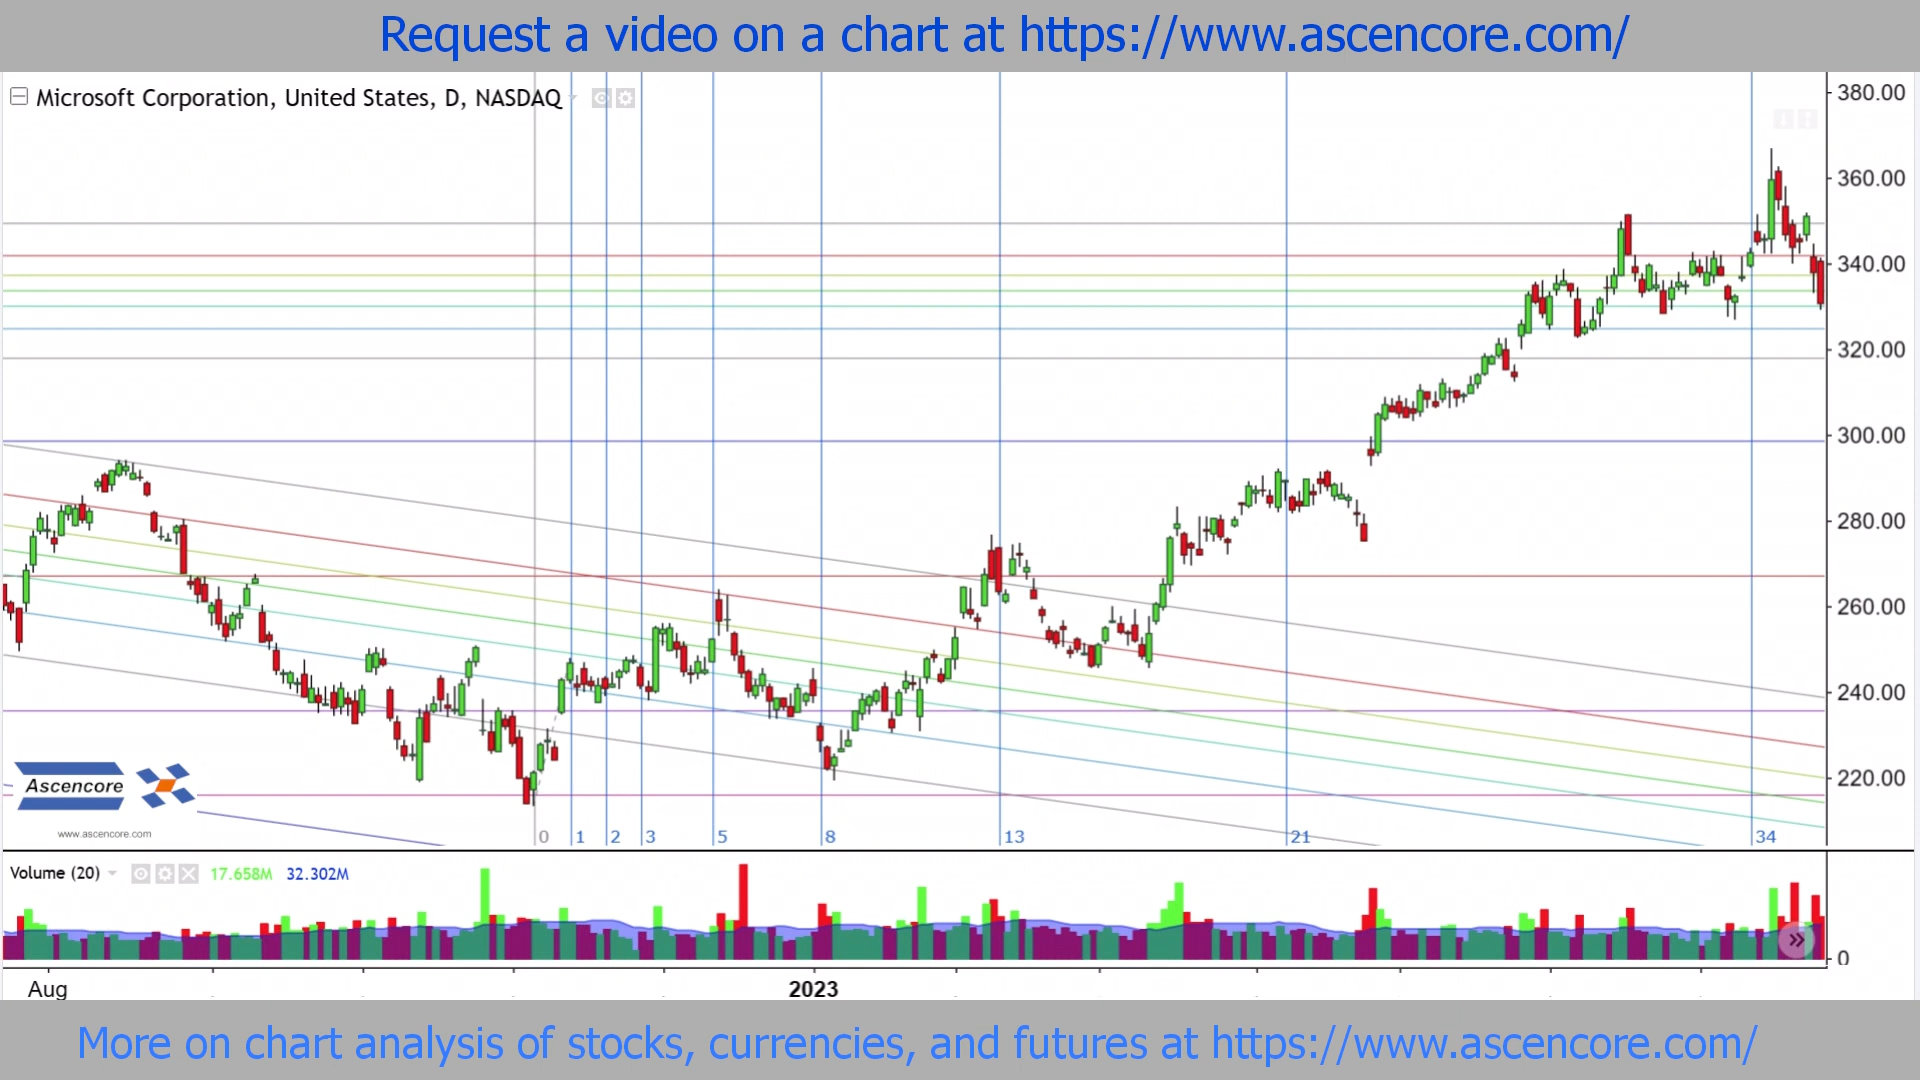 Request a video on a chart at https://www.ascencore.com/
Microsoft Corporation, United States, D, NASDAQ
380.00
360.00
340.00
320.00
300.00
280.00
260.00
240.00
220.00
Ascencore
www.ascencore.com
0 1 2 3 5 8 13 21 34
Volume (20) 17.658M 32.302M
0
Aug 2023
More on chart analysis of stocks, currencies, and futures at https://www.ascencore.com/